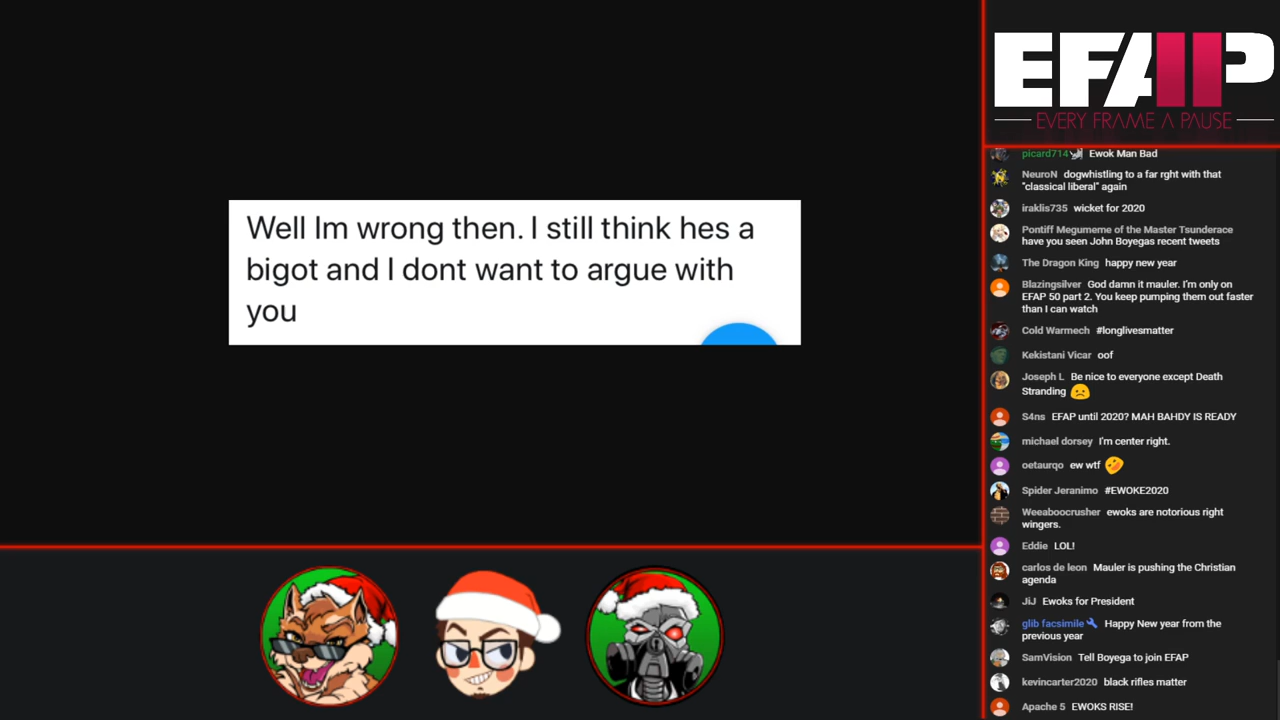 Well Im wrong then. I still think hes a
bigot and I dont want to argue with
you
EFAP
EVERY FRAME A PAUSE
picard714 Ewok Man Bad
NeuroN dogwhistling to a far rght with that
"classical liberal" again
iraklis735 wicket for 2020
Pontiff Megumeme of the Master Tsunderace
have you seen John Boyegas recent tweets
The Dragon King happy new year
Blazingsilver God damn it mauler. I'm only on
EFAP 50 part 2. You keep pumping them out faster
than I can watch
Cold Warmech #longlivesmatter
Kekistani Vicar oof
Joseph L Be nice to everyone except Death
Stranding
S4ns EFAP until 2020? MAH BAHDY IS READY
michael dorsey I'm center right.
oetaurqo ew wtf
Spider Jeranimo #EWOKE2020
Weeaboocrusher ewoks are notorious right
wingers.
Eddie LOL!
carlos de leon Mauler is pushing the Christian
agenda
JiJ Ewoks for President
glib facsimile Happy New year from the
previous year
SamVision Tell Boyega to join EFAP
kevincarter2020 black rifles matter
Apache 5 EWOKS RISE!